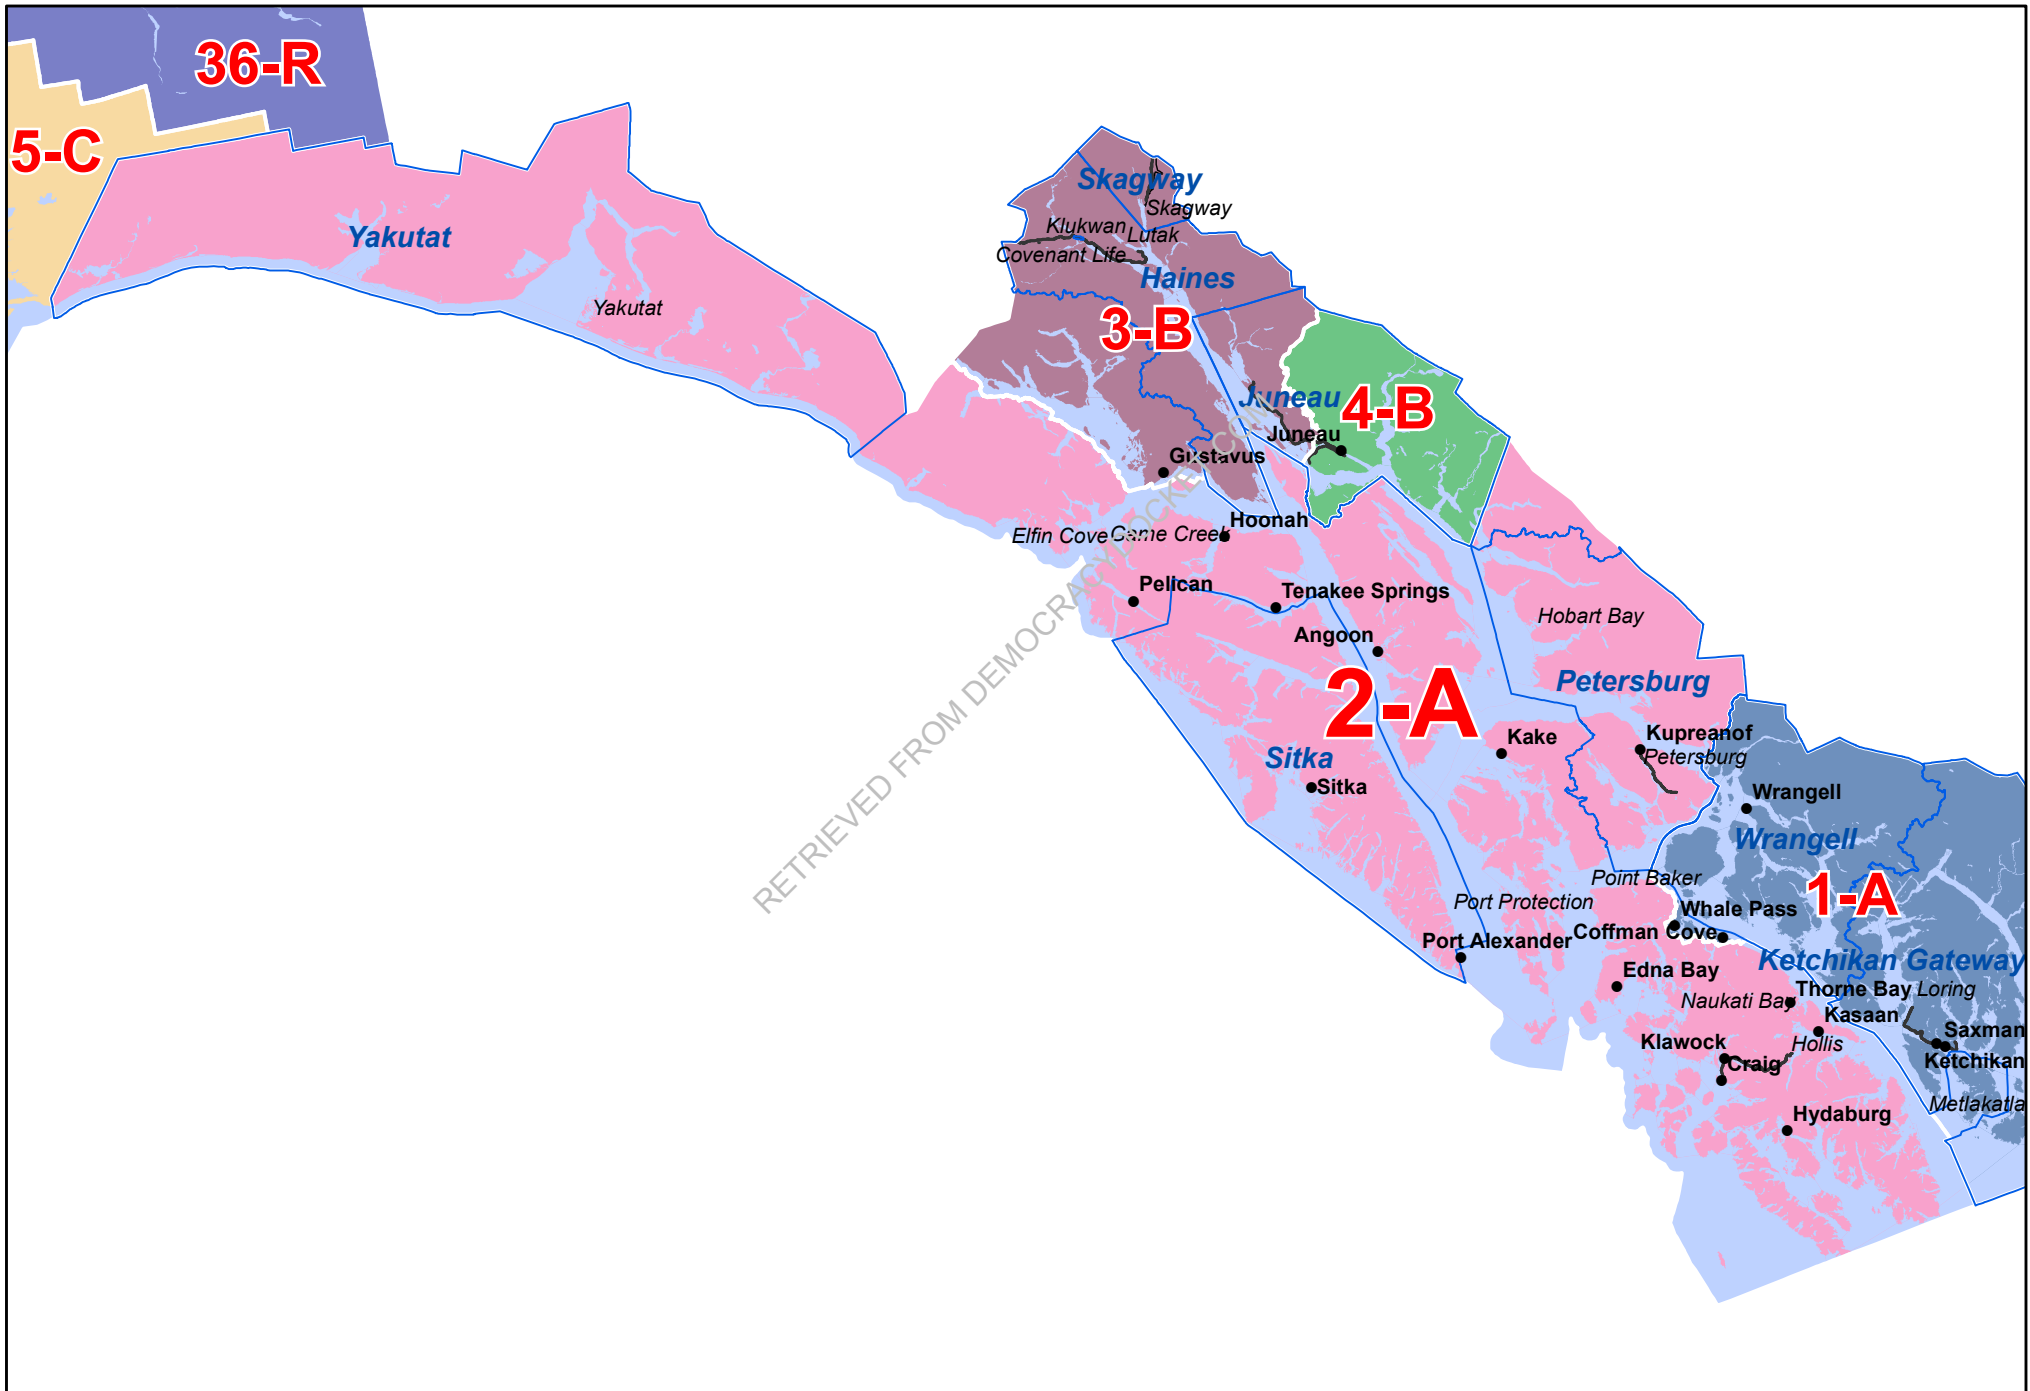 36-R
5-C
Yakutat
Yakutat
Skagway
Skagway
Klukwan
Lutak
Covenant Life
Haines
3-B
Juneau
4-B
Juneau
Gustavus
Hoonah
Elfin Cove
Game Creek
Pelican
Tenakee Springs
Hobart Bay
Angoon
2-A
Petersburg
Kake
Kupreanof
Petersburg
Sitka
Sitka
Wrangell
Wrangell
Point Baker
1-A
Port Protection
Whale Pass
Coffman Cove
Port Alexander
Ketchikan Gateway
Edna Bay
Naukati Bay
Thorne Bay
Loring
Kasaan
Klawock
Hollis
Saxman
Craig
Ketchikan
Metlakatla
Hydaburg
RETRIEVED FROM DEMOCRACYDOCKET.COM